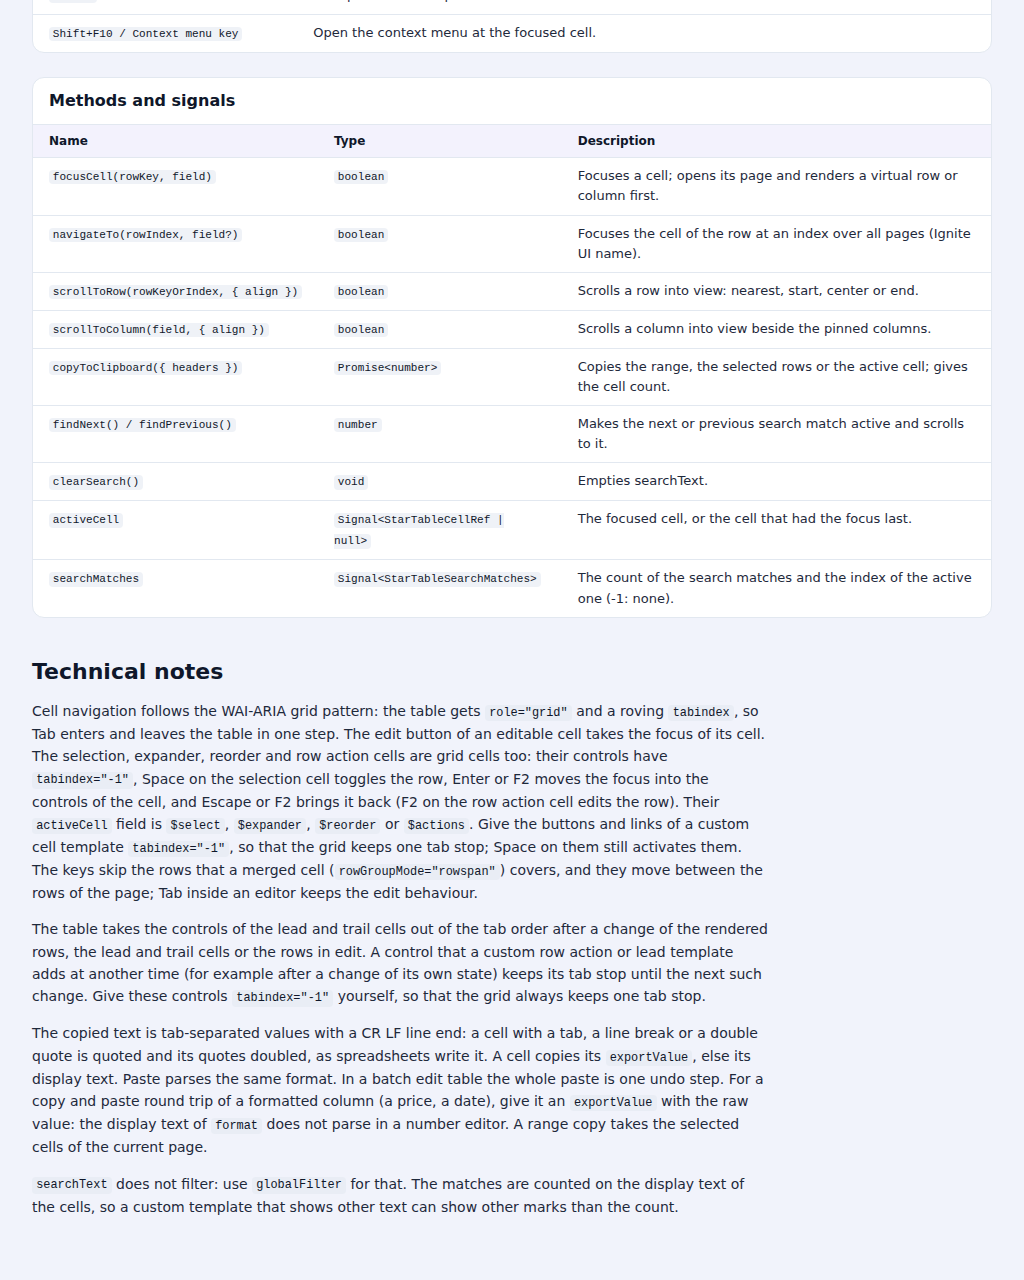 Shift+F10 / Context menu key Open the context menu at the focused cell.
Methods and signals
Name Type Description
focusCell(rowKey, field) boolean Focuses a cell; opens its page and renders a virtual row or
column first.
navigateTo(rowIndex, field?) boolean Focuses the cell of the row at an index over all pages (Ignite
UI name).
scrollToRow(rowKeyOrIndex, { align }) boolean Scrolls a row into view: nearest, start, center or end.
scrollToColumn(field, { align }) boolean Scrolls a column into view beside the pinned columns.
copyToClipboard({ headers }) Promise<number> Copies the range, the selected rows or the active cell; gives
the cell count.
findNext() / findPrevious() number Makes the next or previous search match active and scrolls
to it.
clearSearch() void Empties searchText.
activeCell Signal<StarTableCellRef | The focused cell, or the cell that had the focus last.
null>
searchMatches Signal<StarTableSearchMatches> The count of the search matches and the index of the active
one (-1: none).
Technical notes
Cell navigation follows the WAI-ARIA grid pattern: the table gets role="grid" and a roving tabindex, so
Tab enters and leaves the table in one step. The edit button of an editable cell takes the focus of its cell.
The selection, expander, reorder and row action cells are grid cells too: their controls have
tabindex="-1", Space on the selection cell toggles the row, Enter or F2 moves the focus into the
controls of the cell, and Escape or F2 brings it back (F2 on the row action cell edits the row). Their
activeCell field is $select, $expander, $reorder or $actions. Give the buttons and links of a custom
cell template tabindex="-1", so that the grid keeps one tab stop; Space on them still activates them.
The keys skip the rows that a merged cell (rowGroupMode="rowspan") covers, and they move between the
rows of the page; Tab inside an editor keeps the edit behaviour.
The table takes the controls of the lead and trail cells out of the tab order after a change of the rendered
rows, the lead and trail cells or the rows in edit. A control that a custom row action or lead template
adds at another time (for example after a change of its own state) keeps its tab stop until the next such
change. Give these controls tabindex="-1" yourself, so that the grid always keeps one tab stop.
The copied text is tab-separated values with a CR LF line end: a cell with a tab, a line break or a double
quote is quoted and its quotes doubled, as spreadsheets write it. A cell copies its exportValue, else its
display text. Paste parses the same format. In a batch edit table the whole paste is one undo step. For a
copy and paste round trip of a formatted column (a price, a date), give it an exportValue with the raw
value: the display text of format does not parse in a number editor. A range copy takes the selected
cells of the current page.
searchText does not filter: use globalFilter for that. The matches are counted on the display text of
the cells, so a custom template that shows other text can show other marks than the count.